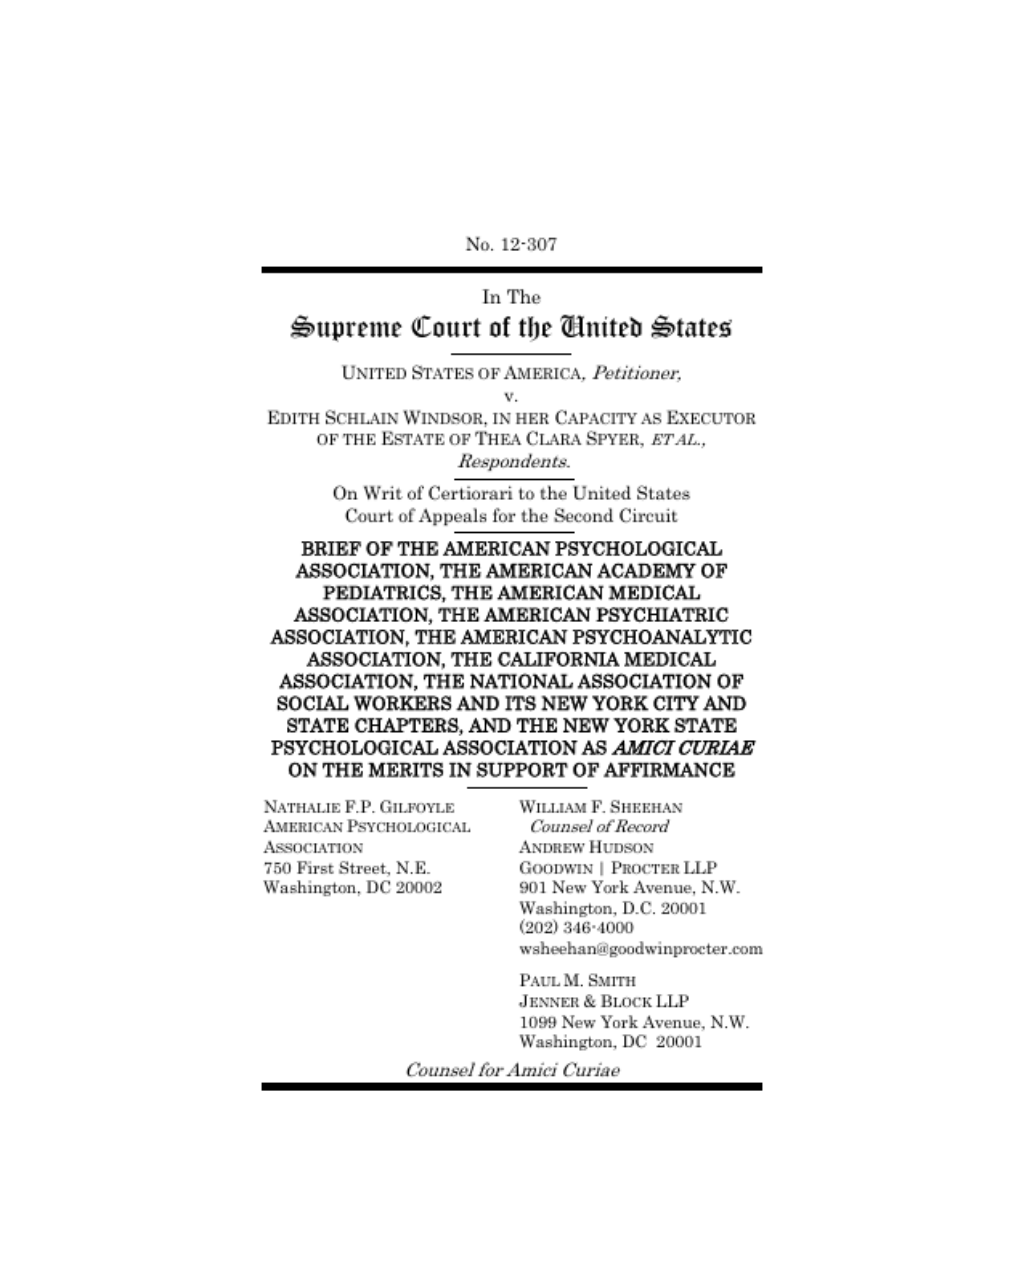 No. 12-307
In The
Supreme Court of the United States
UNITED STATES OF AMERICA, Petitioner,
v.
EDITH SCHLAIN WINDSOR, IN HER CAPACITY AS EXECUTOR
OF THE ESTATE OF THEA CLARA SPYER, ET AL.,
Respondents.
On Writ of Certiorari to the United States
Court of Appeals for the Second Circuit
BRIEF OF THE AMERICAN PSYCHOLOGICAL
ASSOCIATION, THE AMERICAN ACADEMY OF
PEDIATRICS, THE AMERICAN MEDICAL
ASSOCIATION, THE AMERICAN PSYCHIATRIC
ASSOCIATION, THE AMERICAN PSYCHOANALYTIC
ASSOCIATION, THE CALIFORNIA MEDICAL
ASSOCIATION, THE NATIONAL ASSOCIATION OF
SOCIAL WORKERS AND ITS NEW YORK CITY AND
STATE CHAPTERS, AND THE NEW YORK STATE
PSYCHOLOGICAL ASSOCIATION AS AMICI CURIAE
ON THE MERITS IN SUPPORT OF AFFIRMANCE
NATHALIE F.P. GILFOYLE
AMERICAN PSYCHOLOGICAL
ASSOCIATION
750 First Street, N.E.
Washington, DC 20002
WILLIAM F. SHEEHAN
Counsel of Record
ANDREW HUDSON
GOODWIN | PROCTER LLP
901 New York Avenue, N.W.
Washington, D.C. 20001
(202) 346-4000
wsheehan@goodwinprocter.com
PAUL M. SMITH
JENNER & BLOCK LLP
1099 New York Avenue, N.W.
Washington, DC 20001
Counsel for Amici Curiae